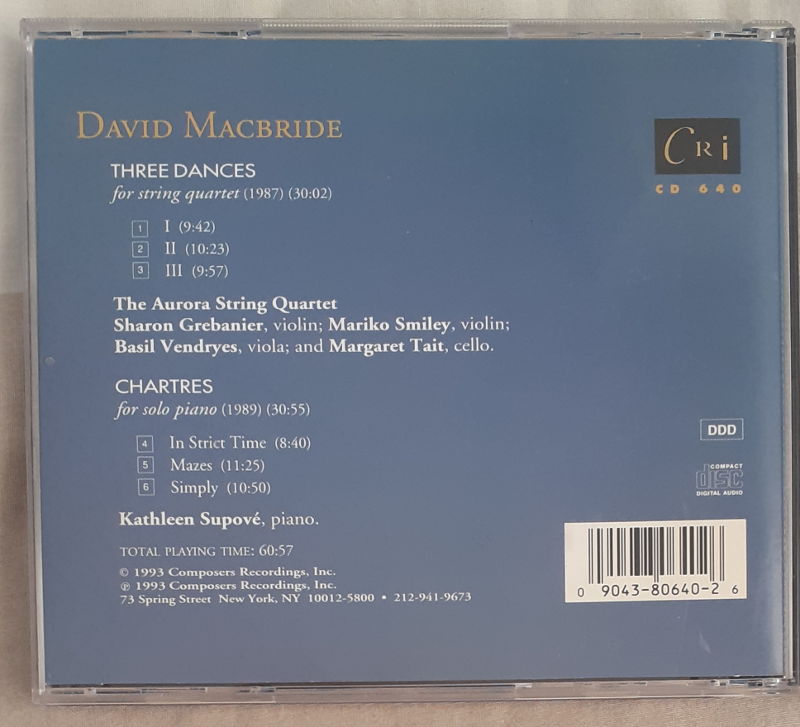 DAVID MACBRIDE
CRi
CD 640
THREE DANCES
for string quartet (1987) (30:02)
1 I (9:42)
2 II (10:23)
3 III (9:57)
The Aurora String Quartet
Sharon Grebanier, violin; Mariko Smiley, violin;
Basil Vendryes, viola; and Margaret Tait, cello.
CHARTRES
for solo piano (1989) (30:55)
4 In Strict Time (8:40)
5 Mazes (11:25)
6 Simply (10:50)
Kathleen Supové, piano.
TOTAL PLAYING TIME: 60:57
© 1993 Composers Recordings, Inc.
℗ 1993 Composers Recordings, Inc.
73 Spring Street New York, NY 10012-5800 • 212-941-9673
DDD
COMPACT
disc
DIGITAL AUDIO
0 9043-80640-2 6